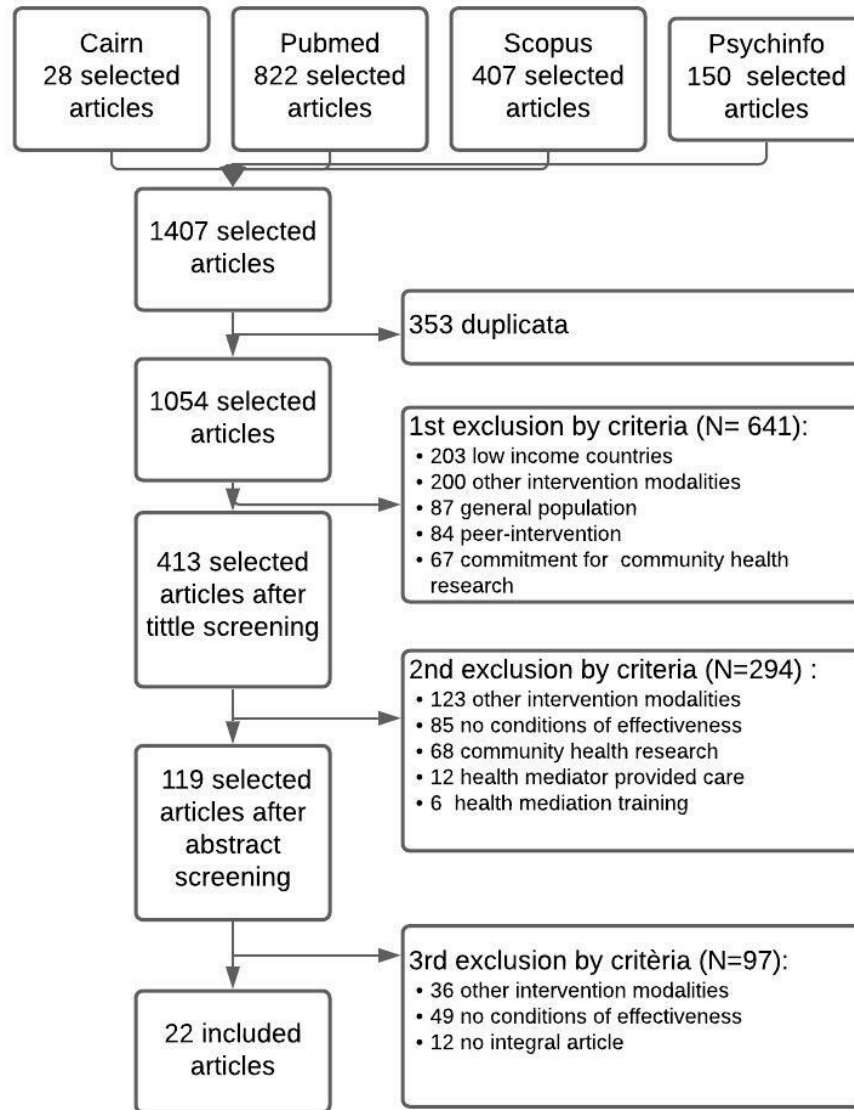 Cairn
28 selected
articles
Pubmed
822 selected
articles
Scopus
407 selected
articles
Psychinfo
150 selected
articles
1407 selected
articles
353 duplicata
1054 selected
articles
1st exclusion by criteria (N= 641):
• 203 low income countries
• 200 other intervention modalities
• 87 general population
• 84 peer-intervention
• 67 commitment for community health
research
413 selected
articles after
tittle screening
2nd exclusion by criteria (N=294) :
• 123 other intervention modalities
• 85 no conditions of effectiveness
• 68 community health research
• 12 health mediator provided care
• 6 health mediation training
119 selected
articles after
abstract
screening
3rd exclusion by critèria (N=97):
• 36 other intervention modalities
• 49 no conditions of effectiveness
• 12 no integral article
22 included
articles